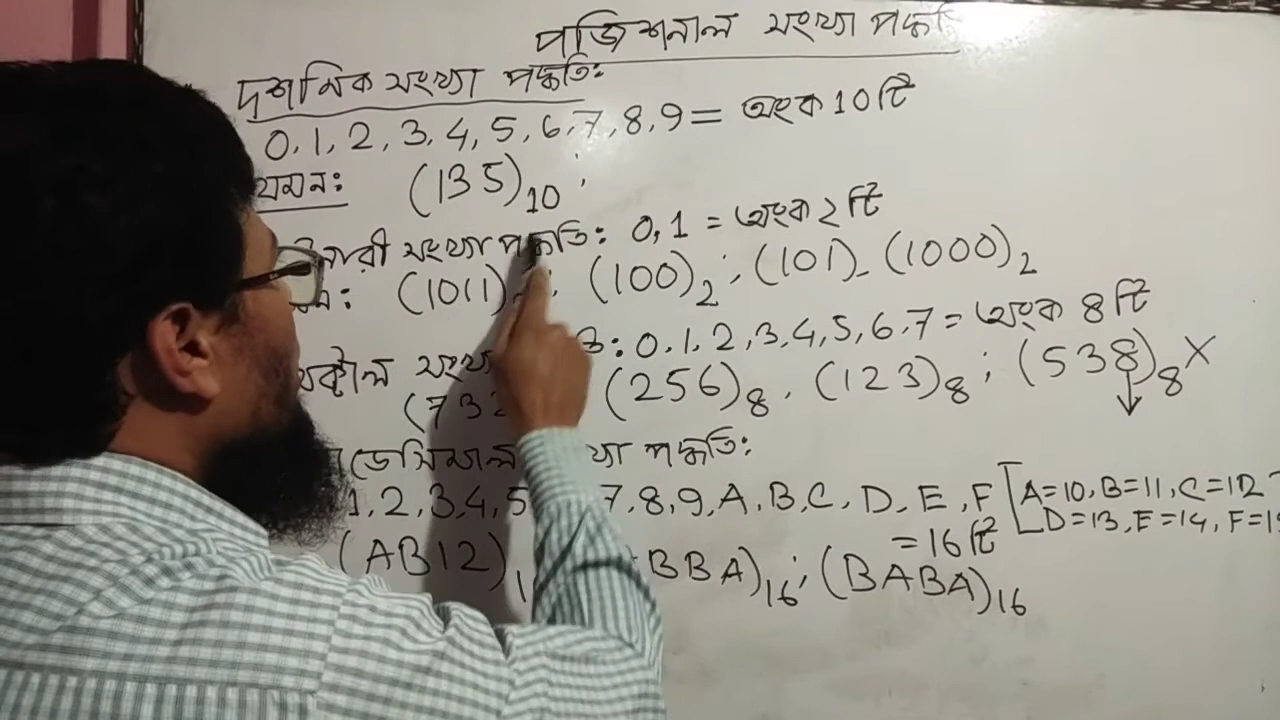 পজিশনাল সংখ্যা পদ্ধতি
দশমিক সংখ্যা পদ্ধতি:
0, 1, 2, 3, 4, 5, 6, 7, 8, 9 = অংক 10 টি
যেমন: (135)10 ;
সংখ্যা পদ্ধতি: 0, 1 = অংক ২ টি
(1011) ; (100)2 ; (101) (1000)2
সংখ্যা : 0, 1, 2, 3, 4, 5, 6, 7 = অংক 8 টি
(256)8 . (123)8 ; (538)8 X
ডেসিমাল পদ্ধতি:
1, 2, 3, 4, 5 7, 8, 9, A, B, C, D, E, F [A=10, B=11, C=12
D=13, E=14, F=1
= 16 টি
(AB12)1 BBA)16 ; (BABA)16